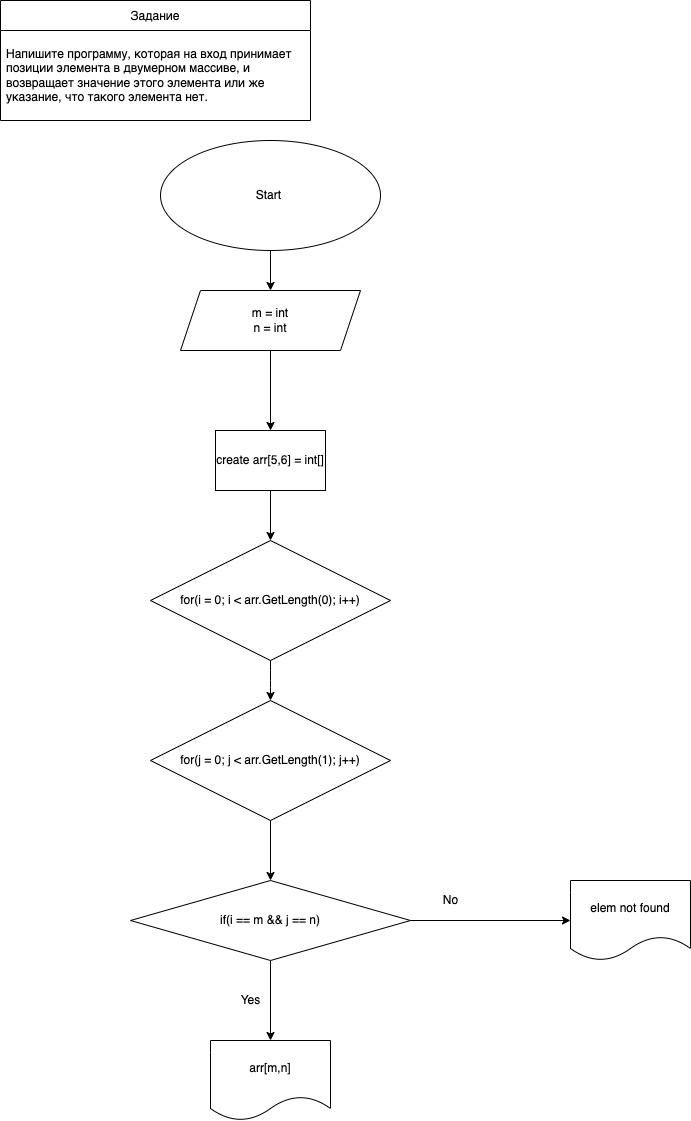 Задание
Напишите программу, которая на вход принимает
позиции элемента в двумерном массиве, и
возвращает значение этого элемента или же
указание, что такого элемента нет.
Start
m = int
n = int
create arr[5,6] = int[]
for(i = 0; i < arr.GetLength(0); i++)
for(j = 0; j < arr.GetLength(1); j++)
if(i == m && j == n)
No
elem not found
Yes
arr[m,n]